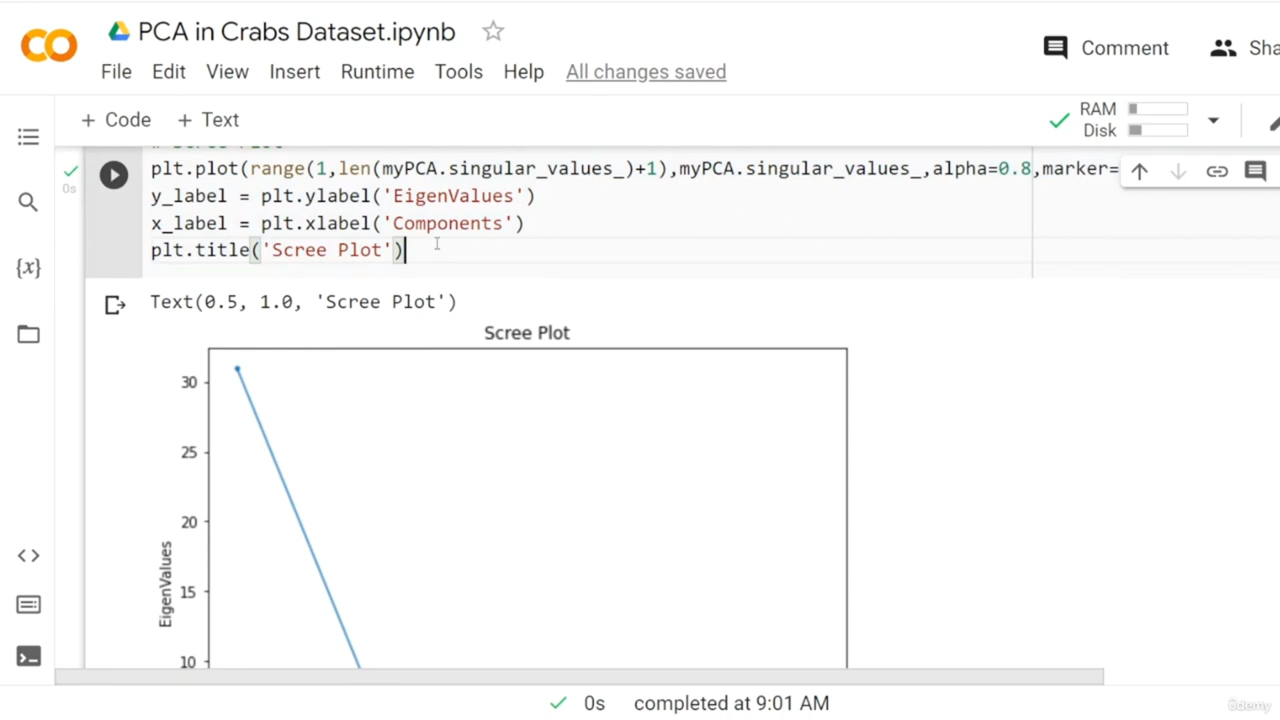 PCA in Crabs Dataset.ipynb
Comment
Sha
File Edit View Insert Runtime Tools Help All changes saved
+ Code + Text
RAM
Disk
plt.plot(range(1,len(myPCA.singular_values_)+1),myPCA.singular_values_,alpha=0.8,marker=
0s
y_label = plt.ylabel('EigenValues')
x_label = plt.xlabel('Components')
{x}
plt.title('Scree Plot')
Text(0.5, 1.0, 'Scree Plot')
Scree Plot
30
25
20
15
10
EigenValues
0s completed at 9:01 AM
ûdemy